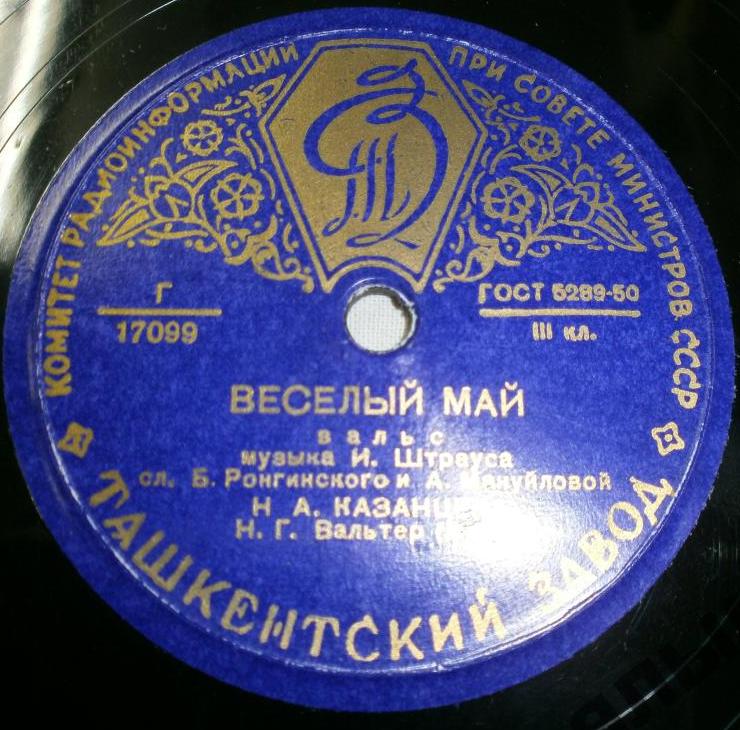 КОМИТЕТ РАДИОИНФОРМАЦИИ ПРИ СОВЕТЕ МИНИСТРОВ СССР
Г
17099
ГОСТ 5289-50
III кл.
ВЕСЕЛЫЙ МАЙ
вальс
музыка И. Штрауса
сл. Б. Ронгинского и А. Мануйловой
Н А. 
Н. Г. Вальтер
ТАШКЕНТСКИЙ ЗАВОД